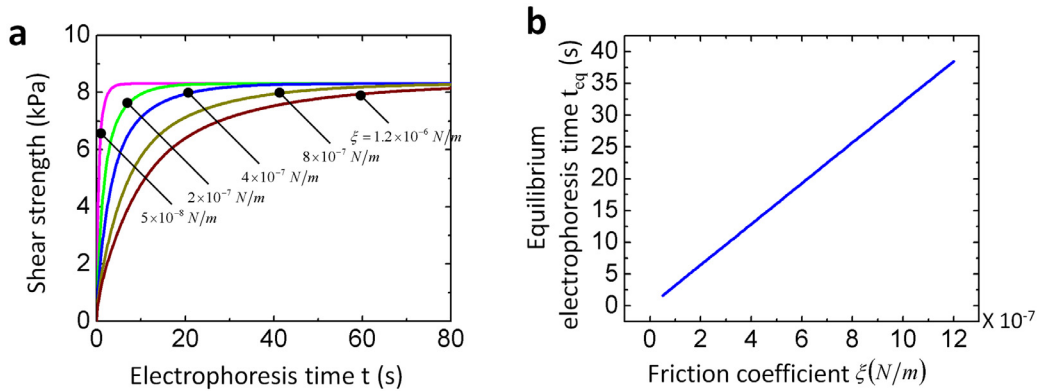 a
10
8
6
4
2
0
Shear strength (kPa)
ξ = 1.2×10⁻⁶ N/m
8×10⁻⁷ N/m
4×10⁻⁷ N/m
2×10⁻⁷ N/m
5×10⁻⁸ N/m
0 20 40 60 80
Electrophoresis time t (s)
b
40
35
30
25
20
15
10
5
0
Equilibrium
electrophoresis time t_eq (s)
0 2 4 6 8 10 12
X 10⁻⁷
Friction coefficient ξ(N/m)